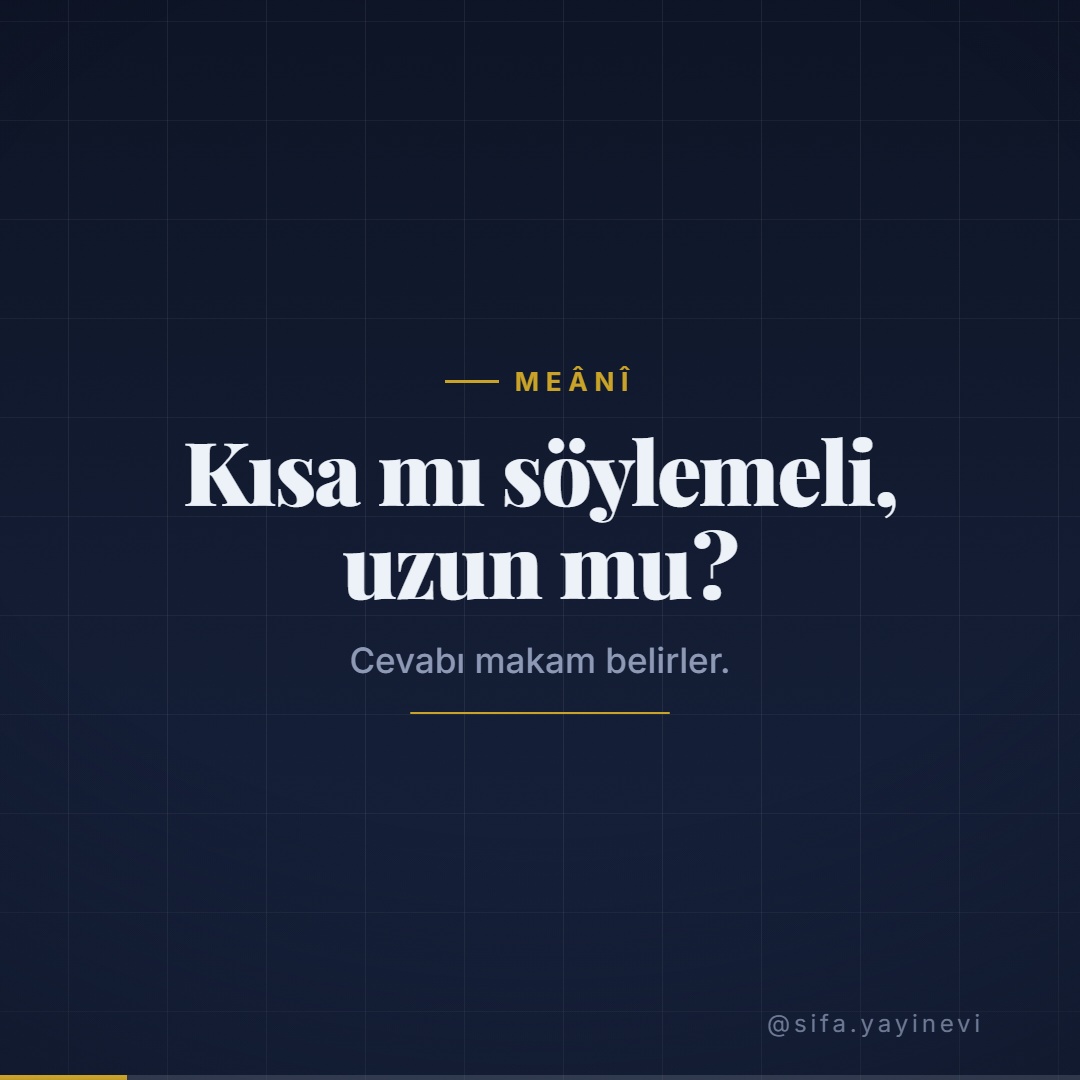 MEÂNÎ
Kısa mı söylemeli,
uzun mu?
Cevabı makam belirler.
@sifa.yayinevi